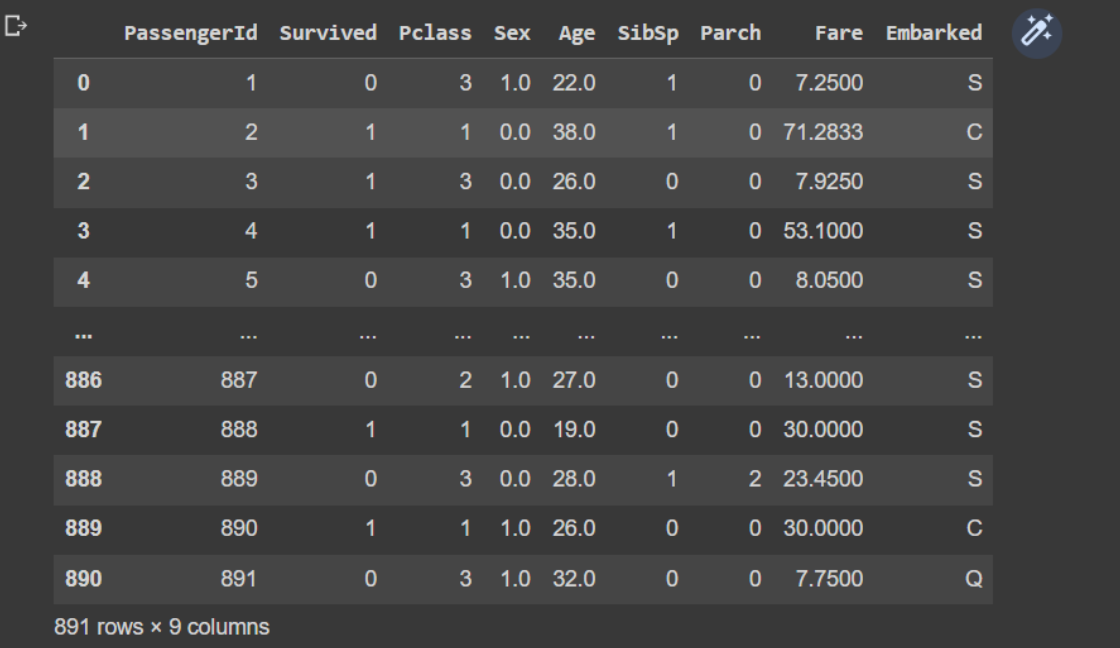 PassengerId Survived Pclass Sex Age SibSp Parch Fare Embarked
0 1 0 3 1.0 22.0 1 0 7.2500 S
1 2 1 1 0.0 38.0 1 0 71.2833 C
2 3 1 3 0.0 26.0 0 0 7.9250 S
3 4 1 1 0.0 35.0 1 0 53.1000 S
4 5 0 3 1.0 35.0 0 0 8.0500 S
... ... ... ... ... ... ... ... ... ...
886 887 0 2 1.0 27.0 0 0 13.0000 S
887 888 1 1 0.0 19.0 0 0 30.0000 S
888 889 0 3 0.0 28.0 1 2 23.4500 S
889 890 1 1 1.0 26.0 0 0 30.0000 C
890 891 0 3 1.0 32.0 0 0 7.7500 Q
891 rows × 9 columns